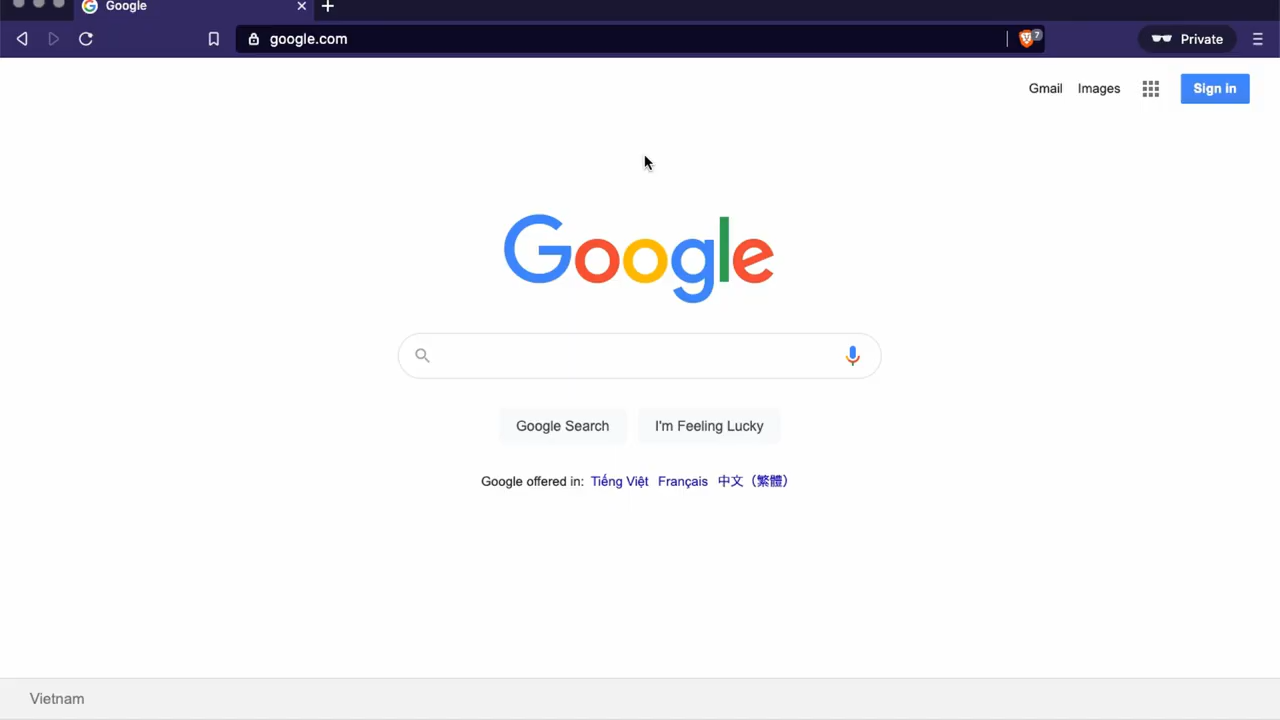 Google
google.com
7
Private
Gmail Images Sign in
Google
Google Search I'm Feeling Lucky
Google offered in: Tiếng Việt Français 中文（繁體）
Vietnam